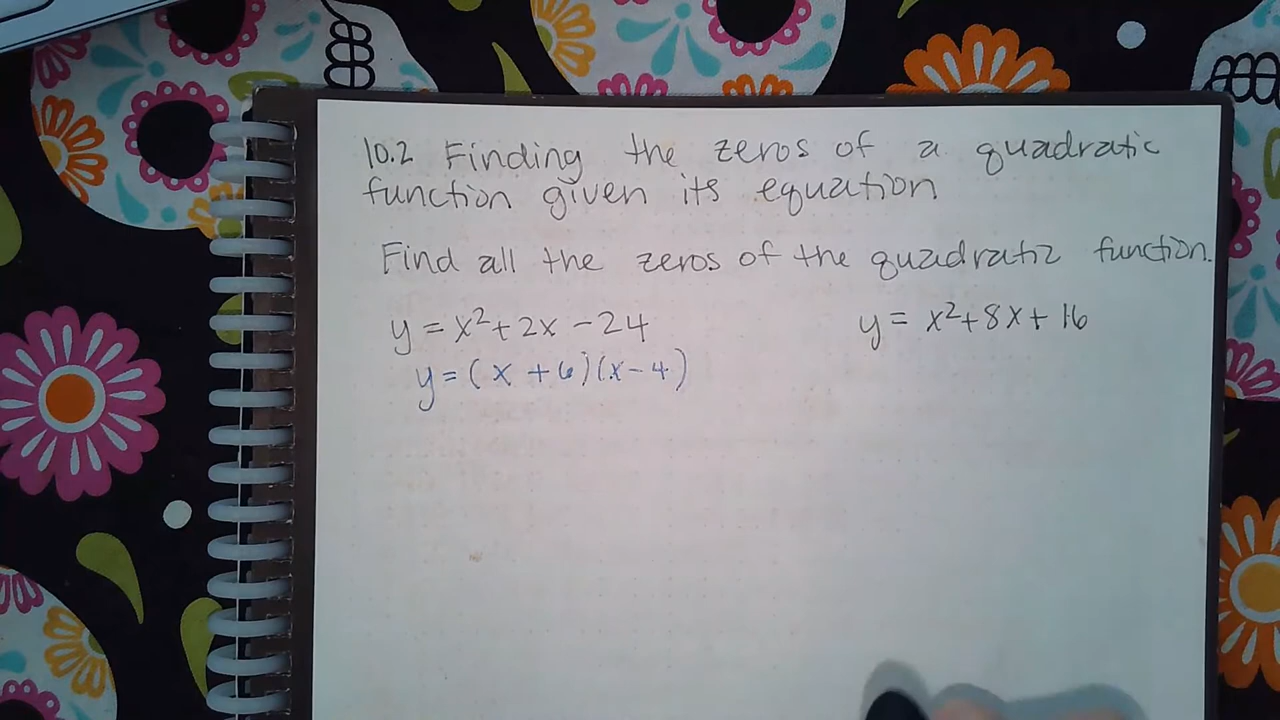 10.2 Finding the zeros of a quadratic
function given its equation
Find all the zeros of the quadratic function.
y = x²+2x-24
y = x²+8x+16
y=(x+6)(x-4)